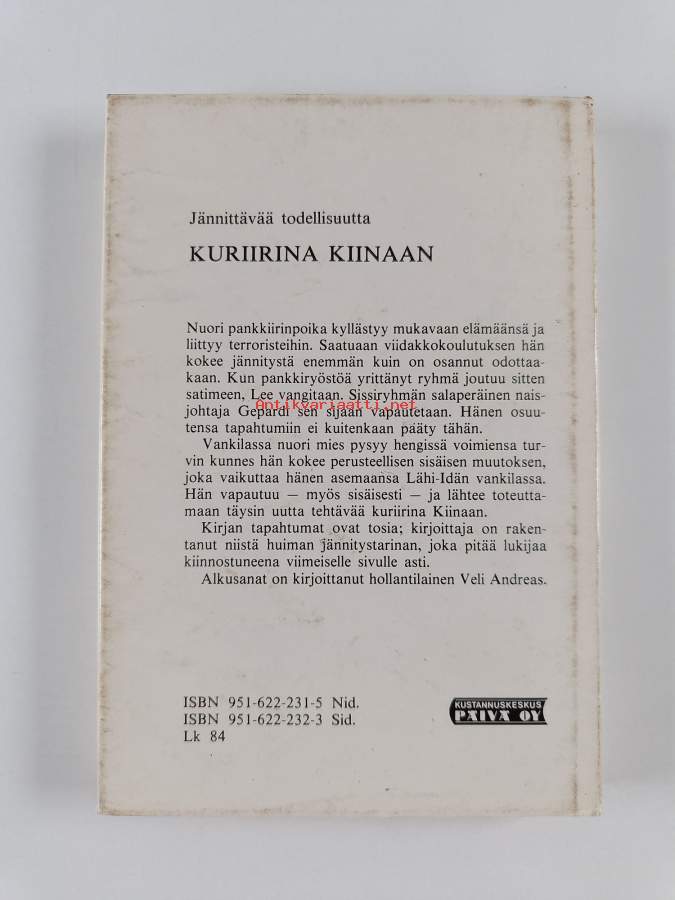 Jännittävää todellisuutta
KURIIRINA KIINAAN
Nuori pankkiirinpoika kyllästyy mukavaan elämäänsä ja
liittyy terroristeihin. Saatuaan viidakkokoulutuksen hän
kokee jännitystä enemmän kuin on osannut odottaa-
kaan. Kun pankkiryöstöä yrittänyt ryhmä joutuu sitten
satimeen, Lee vangitaan. Sissiryhmän salaperäinen nais-
Antikvariaatti.net
johtaja Gepardi sen sijaan vapautetaan. Hänen osuu-
tensa tapahtumiin ei kuitenkaan pääty tähän.
Vankilassa nuori mies pysyy hengissä voimiensa tur-
vin kunnes hän kokee perusteellisen sisäisen muutoksen,
joka vaikuttaa hänen asemaansa Lähi-Idän vankilassa.
Hän vapautuu — myös sisäisesti — ja lähtee toteutta-
maan täysin uutta tehtävää kuriirina Kiinaan.
Kirjan tapahtumat ovat tosia; kirjoittaja on raken-
tanut niistä huiman jännitystarinan, joka pitää lukijaa
kiinnostuneena viimeiselle sivulle asti.
Alkusanat on kirjoittanut hollantilainen Veli Andreas.
ISBN 951-622-231-5 Nid.
ISBN 951-622-232-3 Sid.
Lk 84
KUSTANNUSKESKUS
PÄIVÄ OY